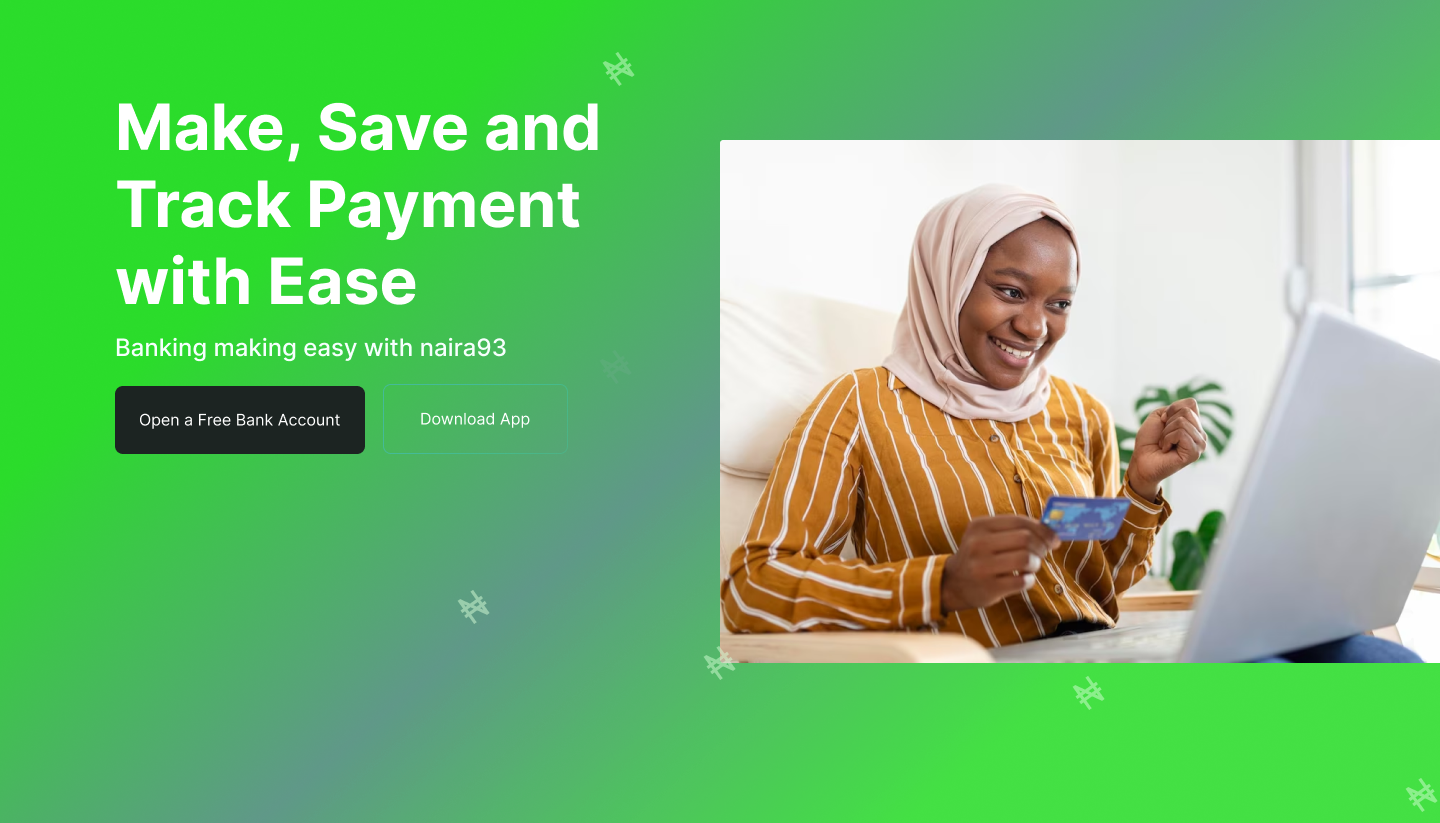 Make, Save and
Track Payment
with Ease
Banking making easy with naira93
Open a Free Bank Account
Download App